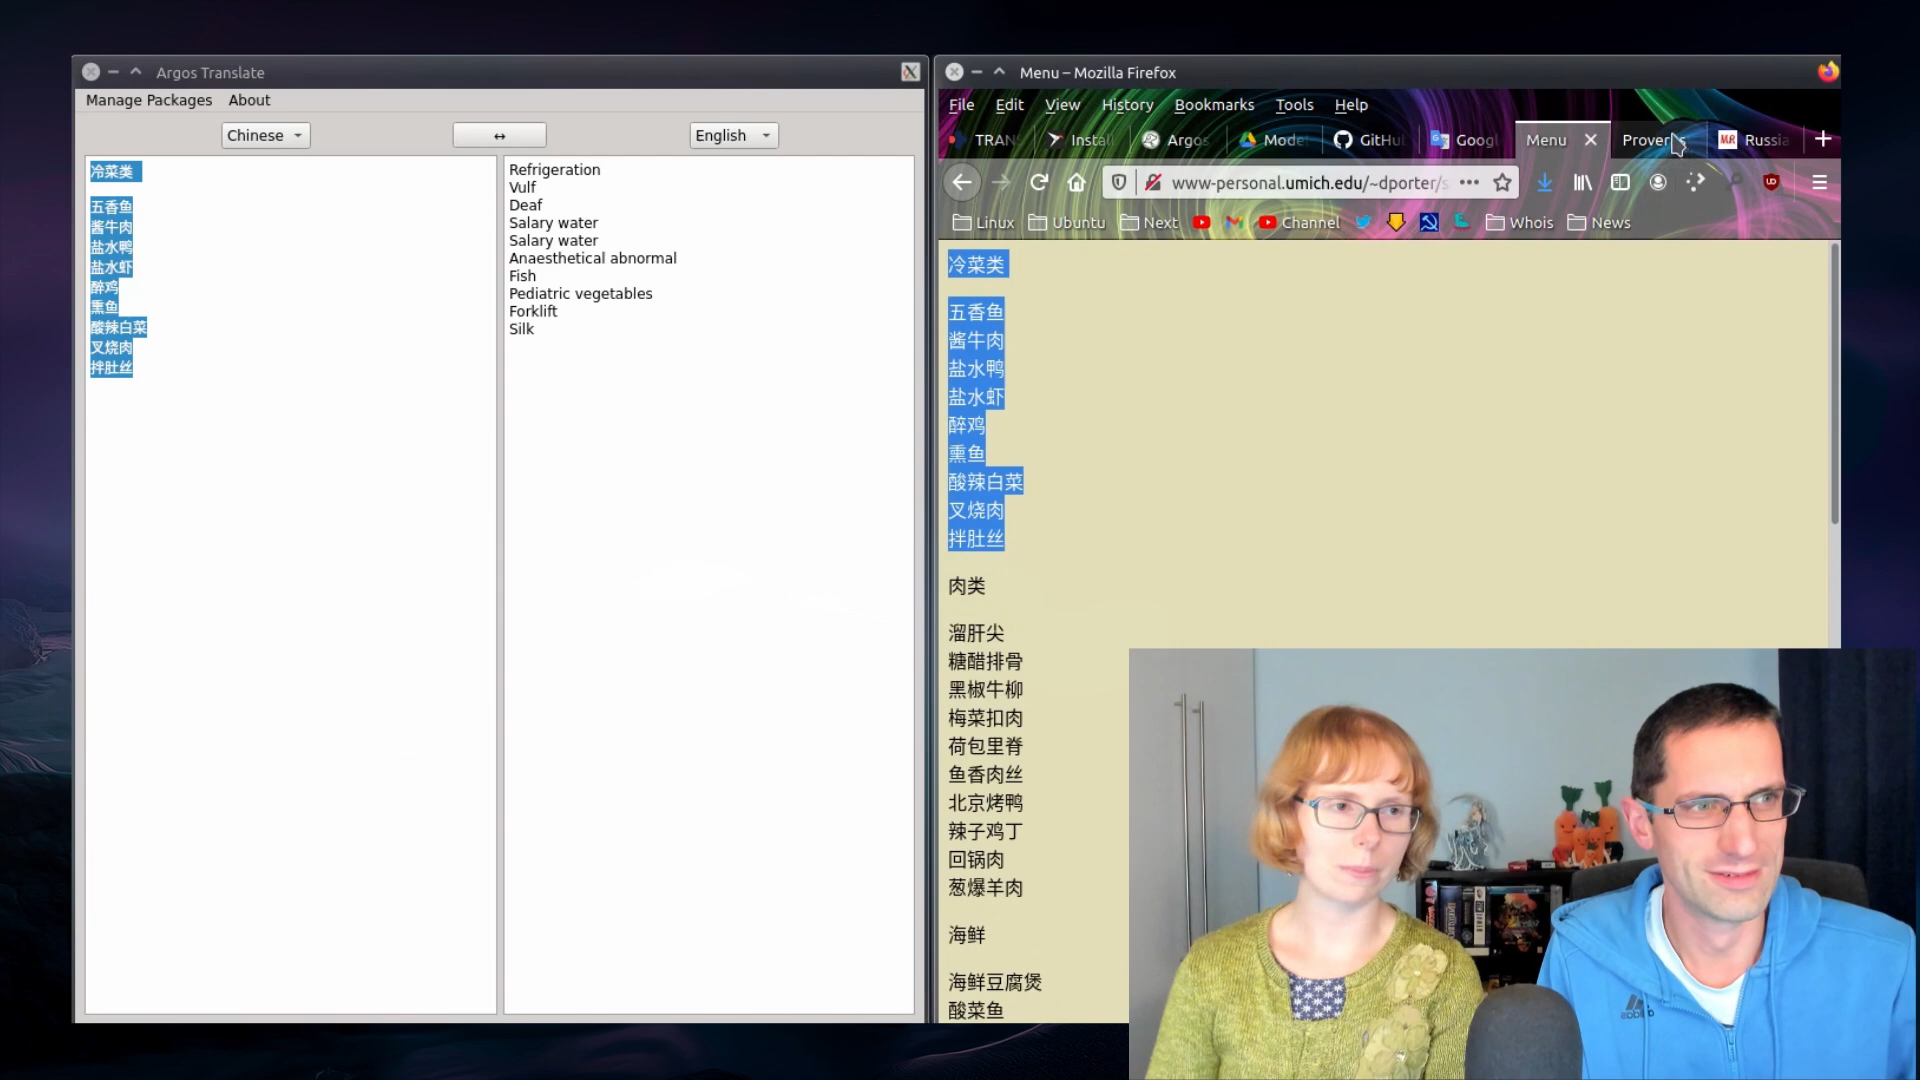 Argos Translate
Manage Packages About
Chinese ↔ English
冷菜类
五香鱼
酱牛肉
盐水鸭
盐水虾
醉鸡
熏鱼
酸辣白菜
叉烧肉
拌肚丝
Refrigeration
Vulf
Deaf
Salary water
Salary water
Anaesthetical abnormal
Fish
Pediatric vegetables
Forklift
Silk
Menu – Mozilla Firefox
File Edit View History Bookmarks Tools Help
TRAN Install Argos Mode GitHu Goog Menu Prover MR Russia
www-personal.umich.edu/~dporter/s
Linux Ubuntu Next Channel Whois News
冷菜类
五香鱼
酱牛肉
盐水鸭
盐水虾
醉鸡
熏鱼
酸辣白菜
叉烧肉
拌肚丝
肉类
溜肝尖
糖醋排骨
黑椒牛柳
梅菜扣肉
荷包里脊
鱼香肉丝
北京烤鸭
辣子鸡丁
回锅肉
葱爆羊肉
海鲜
海鲜豆腐煲
酸菜鱼